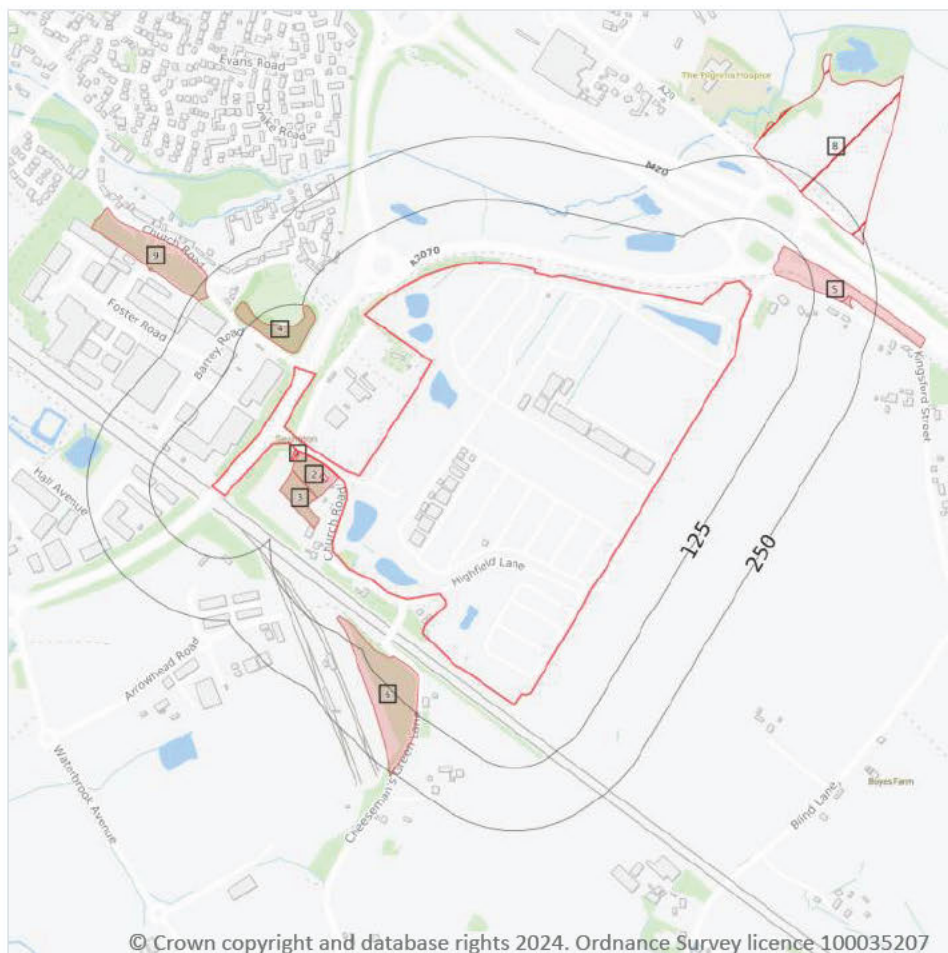 Evans Road
Drake Road
A20
The Pilgrims Hospice
8
M20
Church Road
9
A2070
5
Foster Road
4
Barrey Road
Kingsford Street
Sevington
2
3
Hall Avenue
Church Road
125
250
Highfield Lane
Arrowhead Road
Cheeseman's Green Lane
Waterbrook Avenue
Boyes Farm
Blind Lane
© Crown copyright and database rights 2024. Ordnance Survey licence 100035207